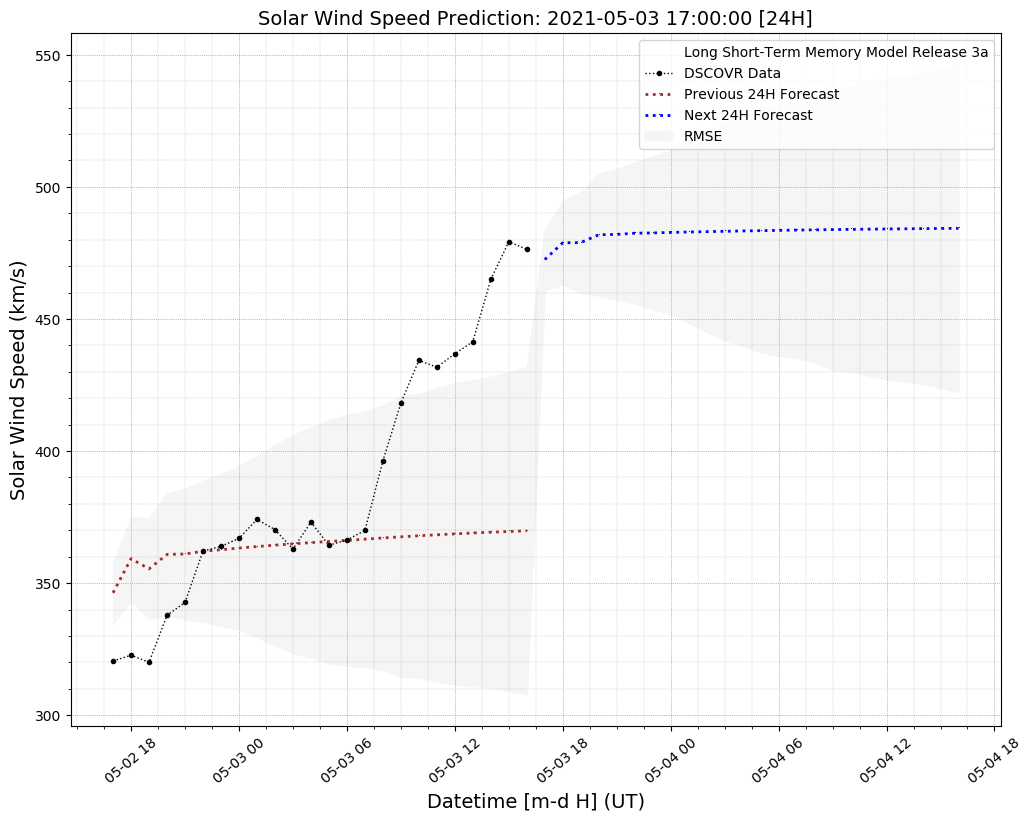 Solar Wind Speed Prediction: 2021-05-03 17:00:00 [24H]
Long Short-Term Memory Model Release 3a
DSCOVR Data
Previous 24H Forecast
Next 24H Forecast
RMSE
Solar Wind Speed (km/s)
550
500
450
400
350
300
05-02 18
05-03 00
05-03 06
05-03 12
05-03 18
05-04 00
05-04 06
05-04 12
05-04 18
Datetime [m-d H] (UT)